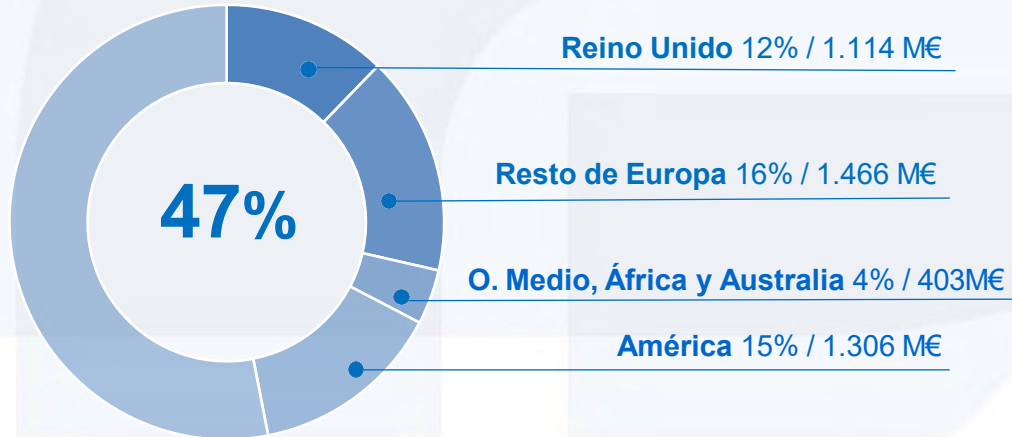 Reino Unido 12% / 1.114 M€
Resto de Europa 16% / 1.466 M€
47%
O. Medio, África y Australia 4% / 403M€
América 15% / 1.306 M€